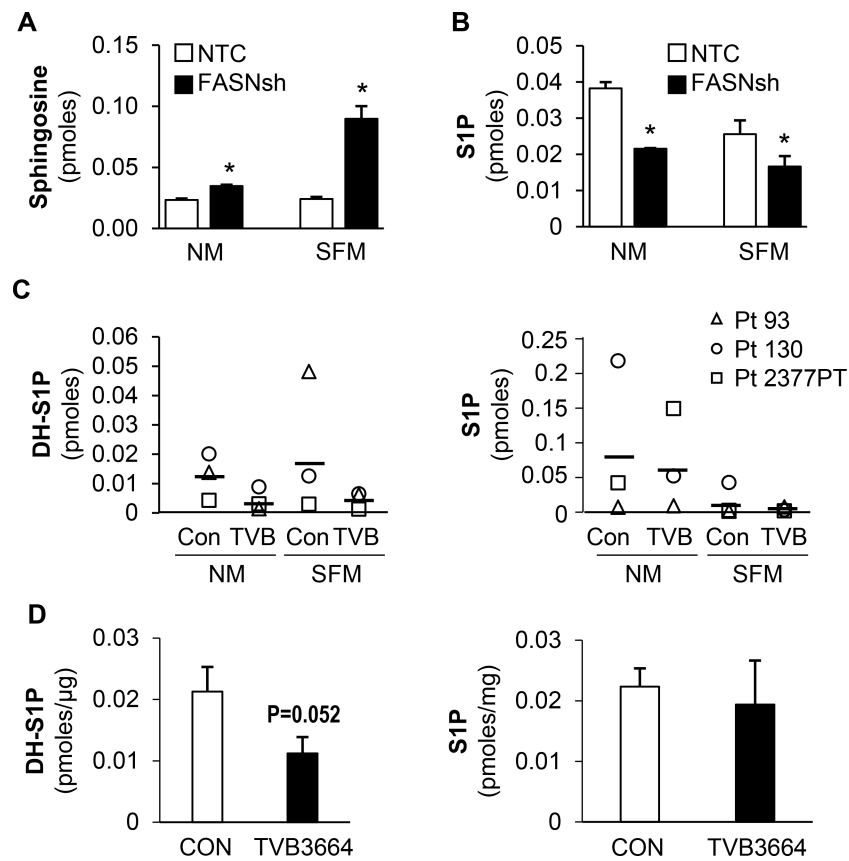 A
Sphingosine
(pmoles)
0.15
0.10
0.05
0.00
NTC
FASNsh
*
*
NM
SFM
B
S1P
(pmoles)
0.05
0.04
0.03
0.02
0.01
0
NTC
FASNsh
*
*
NM
SFM
C
DH-S1P
(pmoles)
0.06
0.05
0.04
0.03
0.02
0.01
0
Con TVB Con TVB
NM SFM
S1P
(pmoles)
0.25
0.2
0.15
0.1
0.05
0
Pt 93
Pt 130
Pt 2377PT
Con TVB Con TVB
NM SFM
D
DH-S1P
(pmoles/µg)
0.03
0.02
0.01
0
P=0.052
CON TVB3664
S1P
(pmoles/mg)
0.03
0.02
0.01
0
CON TVB3664